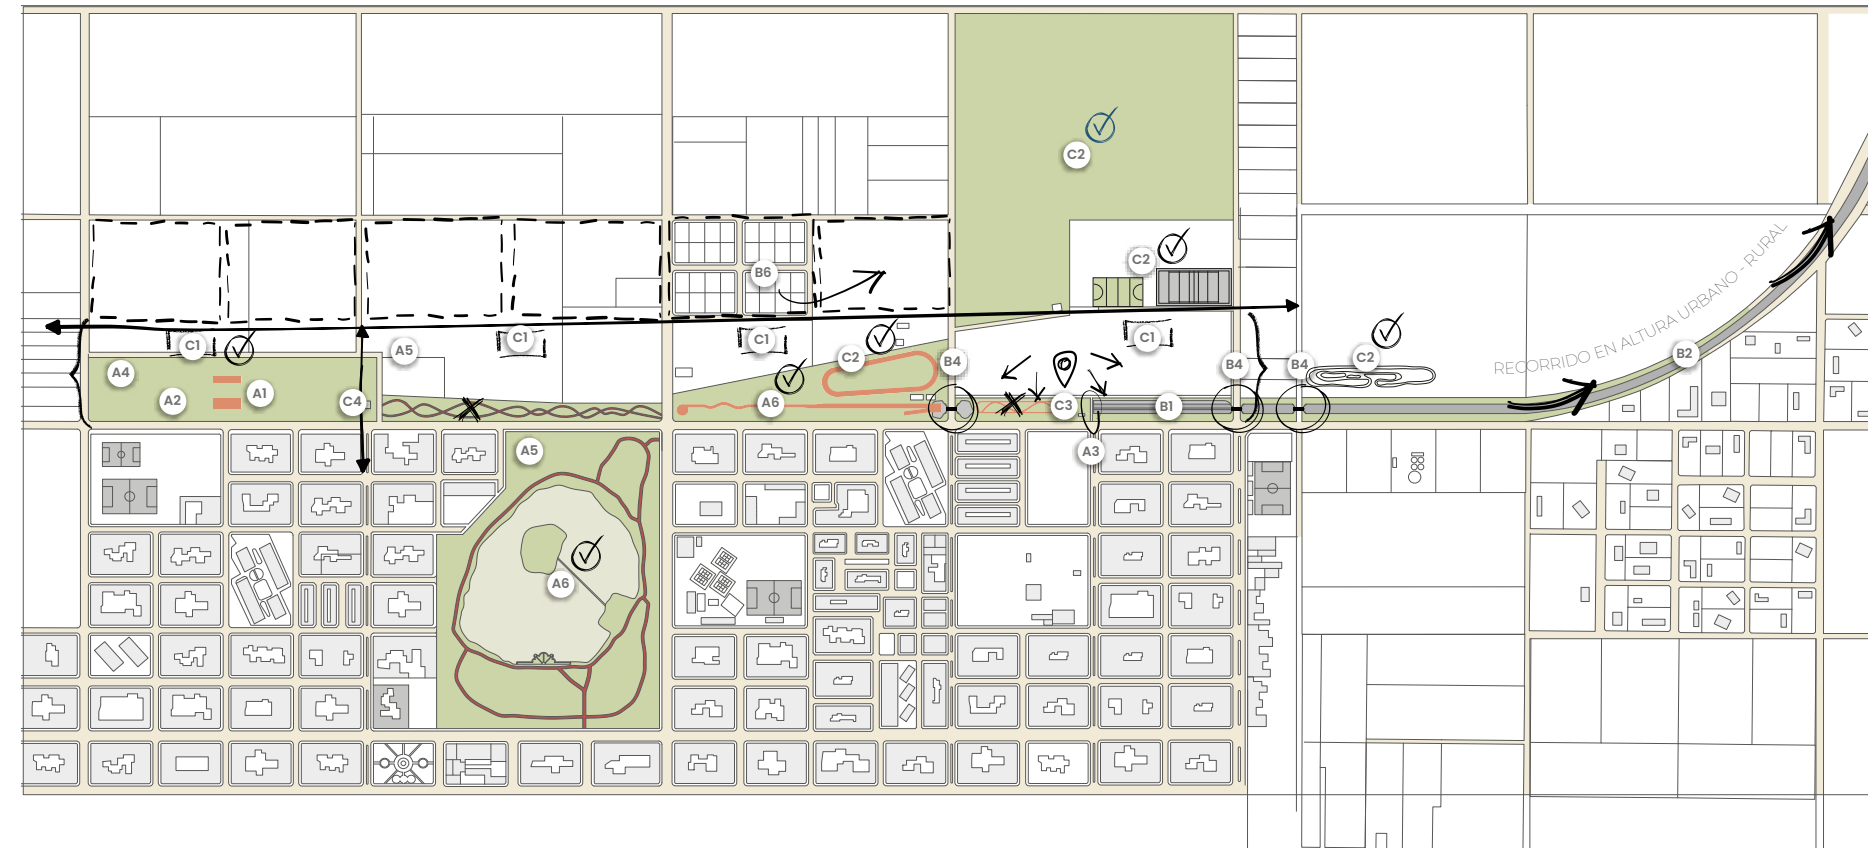 C2
C2
B6
C1
C1
C1
C1
A5
C2
B4
B4
B4
C2
B2
RECORRIDO EN ALTURA URBANO - RURAL
A4
A2
A1
C4
A6
C3
B1
A5
A3
A6